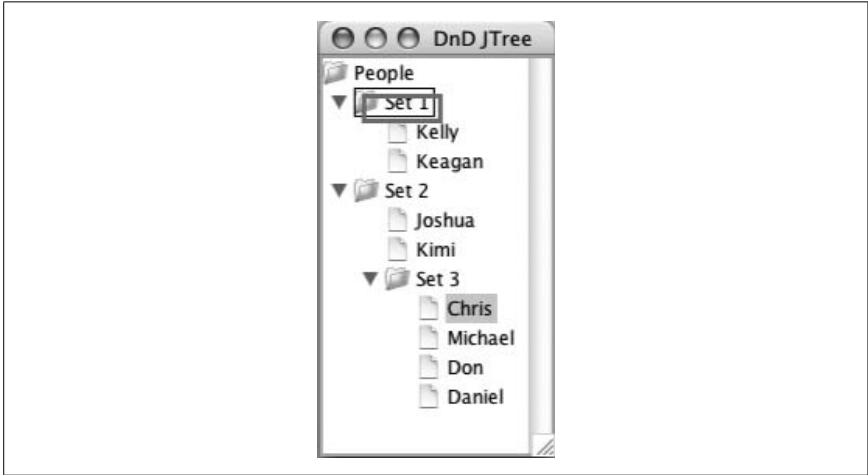 DnD JTree
People
Set 1
Kelly
Keagan
Set 2
Joshua
Kimi
Set 3
Chris
Michael
Don
Daniel